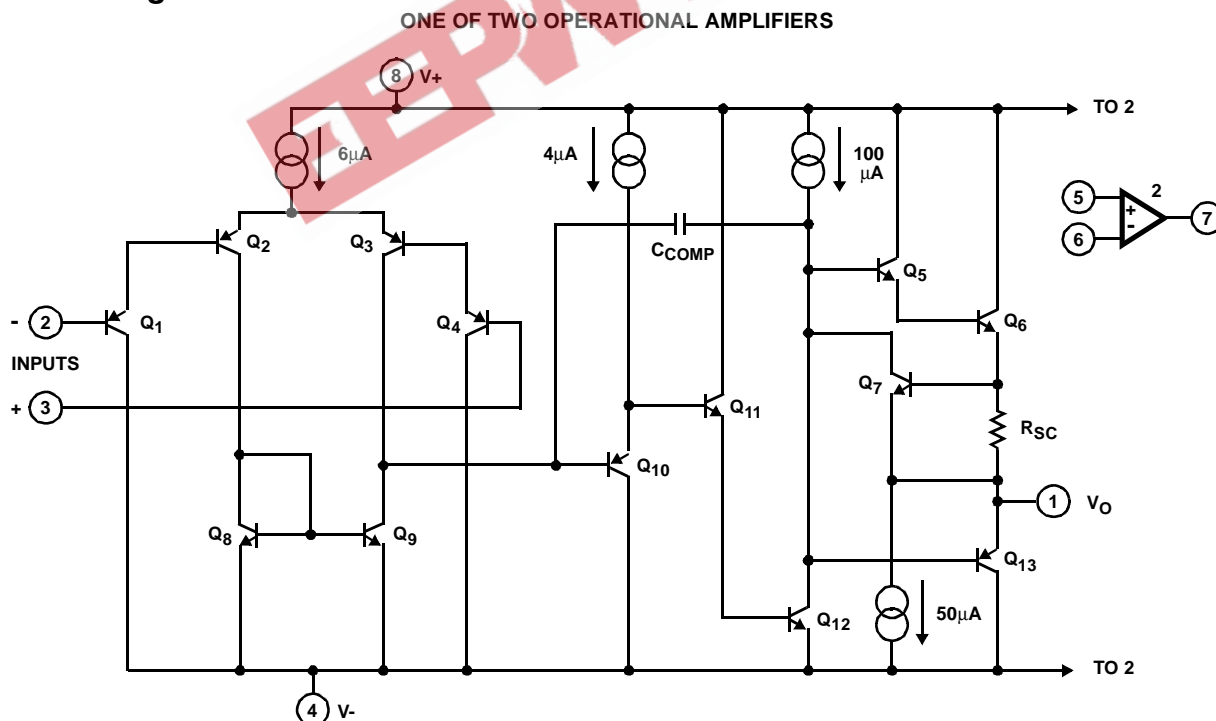 g
ONE OF TWO OPERATIONAL AMPLIFIERS
EEPW
8 V+
TO 2
6μA
4μA
100 μA
5
6
+
-
2
7
Q2
Q3
CCOMP
Q5
- 2
Q1
Q4
Q6
INPUTS
+ 3
Q7
Q11
RSC
Q10
1 VO
Q8
Q9
Q13
Q12
50μA
TO 2
4 V-